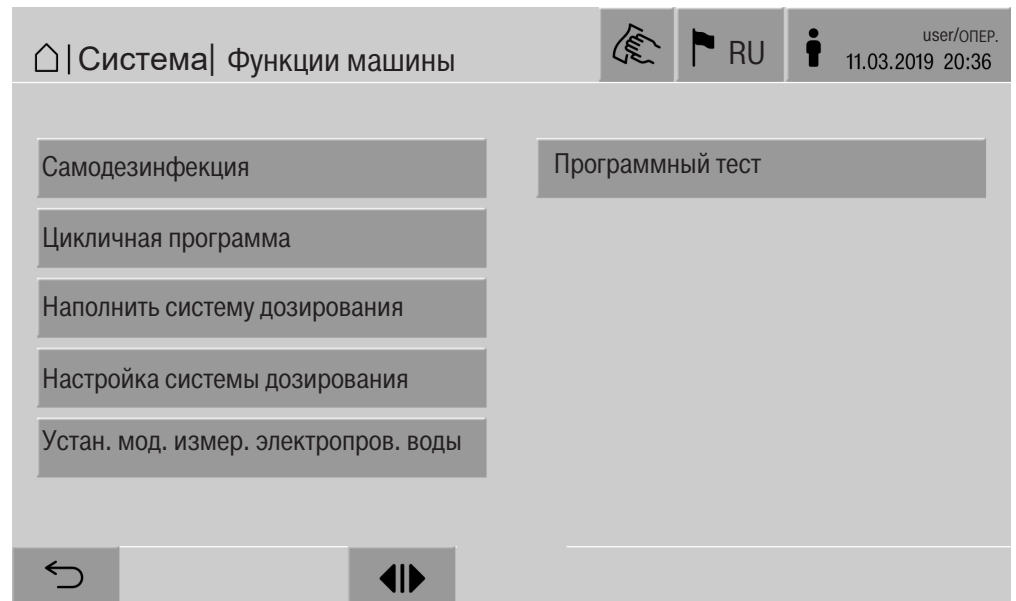 | Система| Функции машины
RU
user/ОПЕР.
11.03.2019 20:36
Самодезинфекция
Цикличная программа
Наполнить систему дозирования
Настройка системы дозирования
Устан. мод. измер. электропров. воды
Программный тест